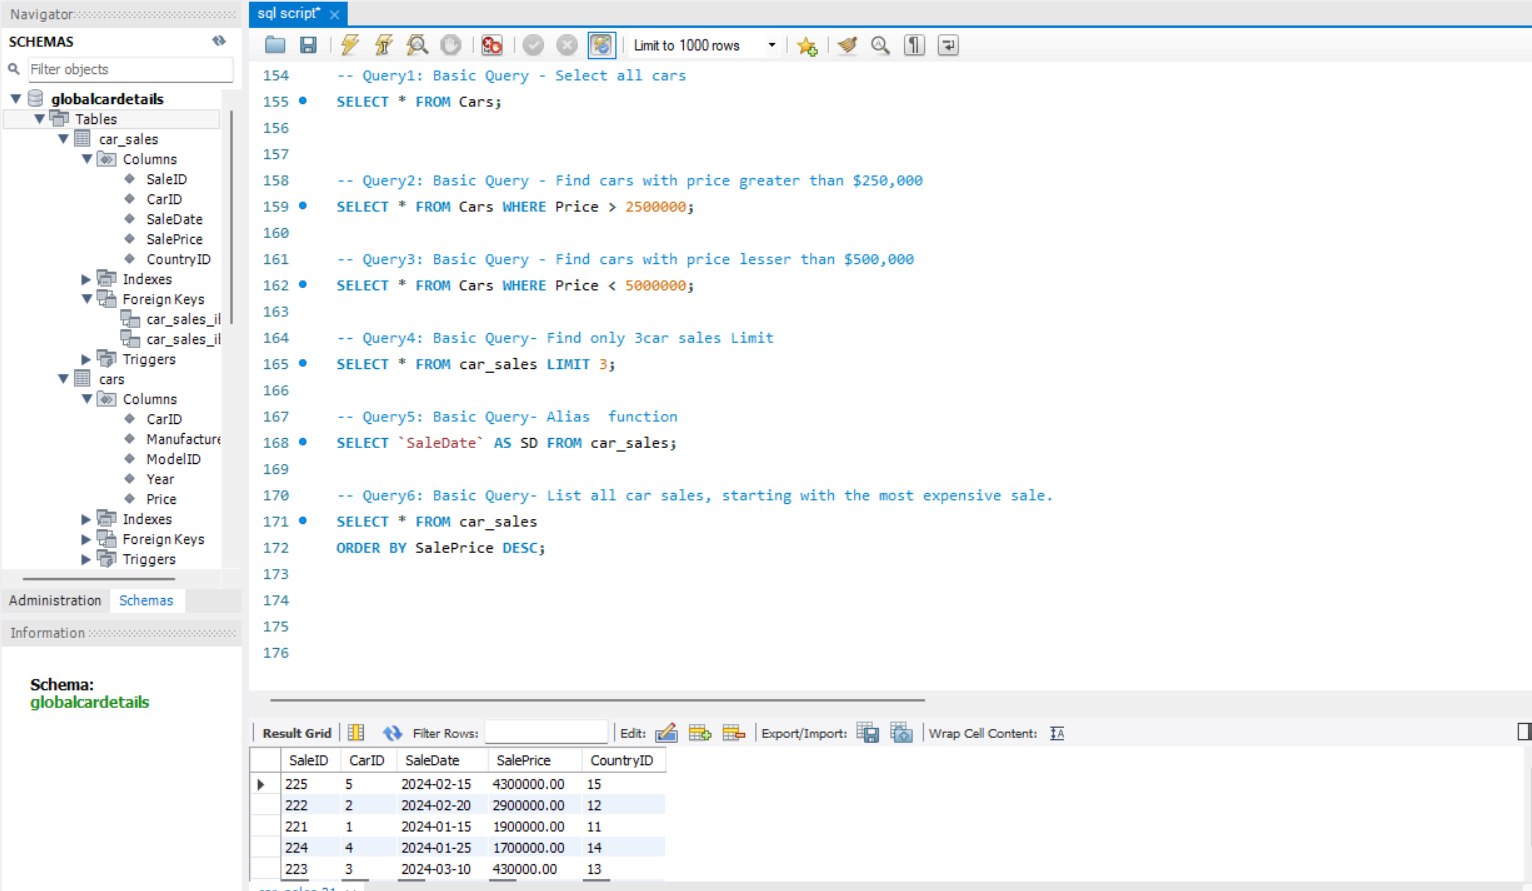 Navigator
SCHEMAS
Filter objects
globalcardetails
Tables
car_sales
Columns
SaleID
CarID
SaleDate
SalePrice
CountryID
Indexes
Foreign Keys
car_sales_il
car_sales_il
Triggers
cars
Columns
CarID
Manufacture
ModelID
Year
Price
Indexes
Foreign Keys
Triggers
Administration Schemas
Information
Schema:
globalcardetails
sql script*
Limit to 1000 rows
154 -- Query1: Basic Query - Select all cars
155 SELECT * FROM Cars;
156
157
158 -- Query2: Basic Query - Find cars with price greater than $250,000
159 SELECT * FROM Cars WHERE Price > 2500000;
160
161 -- Query3: Basic Query - Find cars with price lesser than $500,000
162 SELECT * FROM Cars WHERE Price < 5000000;
163
164 -- Query4: Basic Query- Find only 3car sales Limit
165 SELECT * FROM car_sales LIMIT 3;
166
167 -- Query5: Basic Query- Alias  function
168 SELECT `SaleDate` AS SD FROM car_sales;
169
170 -- Query6: Basic Query- List all car sales, starting with the most expensive sale.
171 SELECT * FROM car_sales
172 ORDER BY SalePrice DESC;
173
174
175
176
Result Grid Filter Rows: Edit: Export/Import: Wrap Cell Content:
SaleID CarID SaleDate SalePrice CountryID
225 5 2024-02-15 4300000.00 15
222 2 2024-02-20 2900000.00 12
221 1 2024-01-15 1900000.00 11
224 4 2024-01-25 1700000.00 14
223 3 2024-03-10 430000.00 13